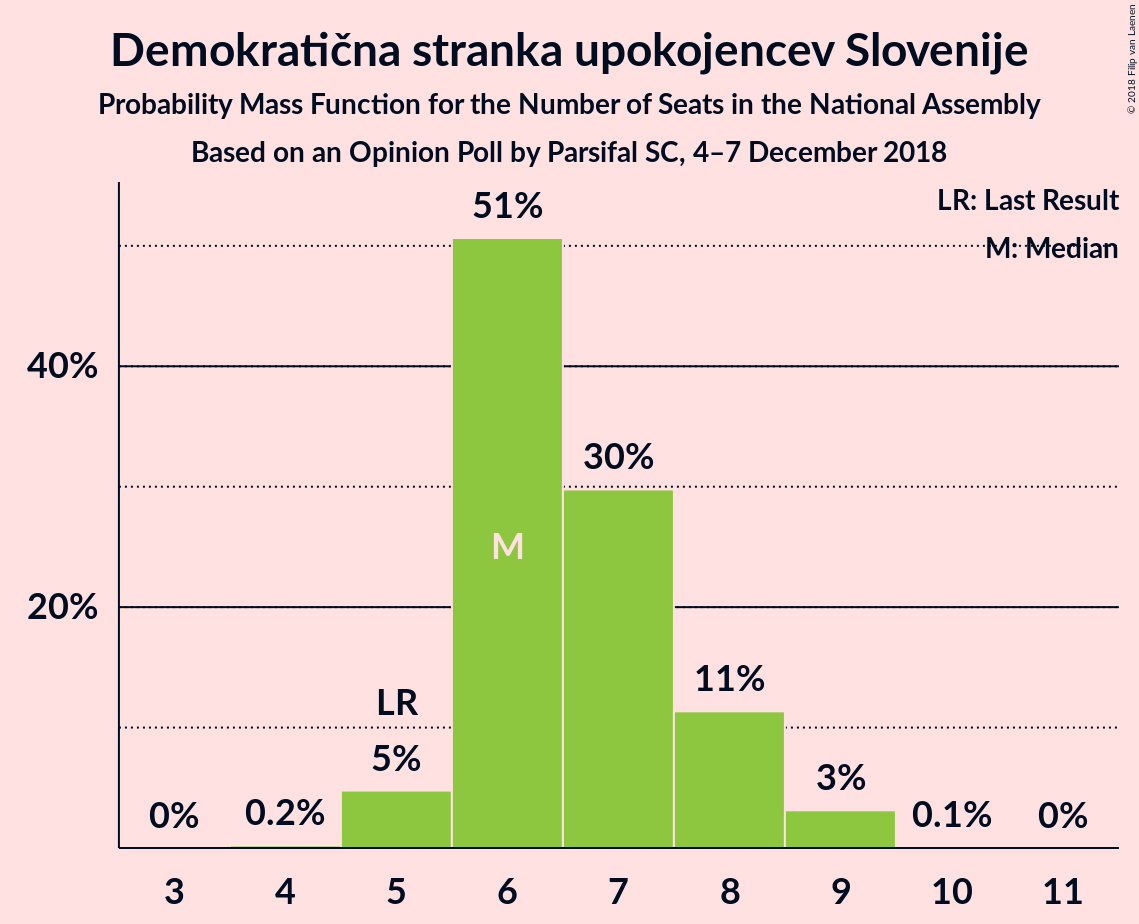 Demokratična stranka upokojencev Slovenije
Probability Mass Function for the Number of Seats in the National Assembly
Based on an Opinion Poll by Parsifal SC, 4–7 December 2018
© 2018 Filip van Laenen
LR: Last Result
M: Median
51%
40%
30%
M
20%
11%
LR
5%
3%
0%
0.2%
0.1%
0%
3 4 5 6 7 8 9 10 11